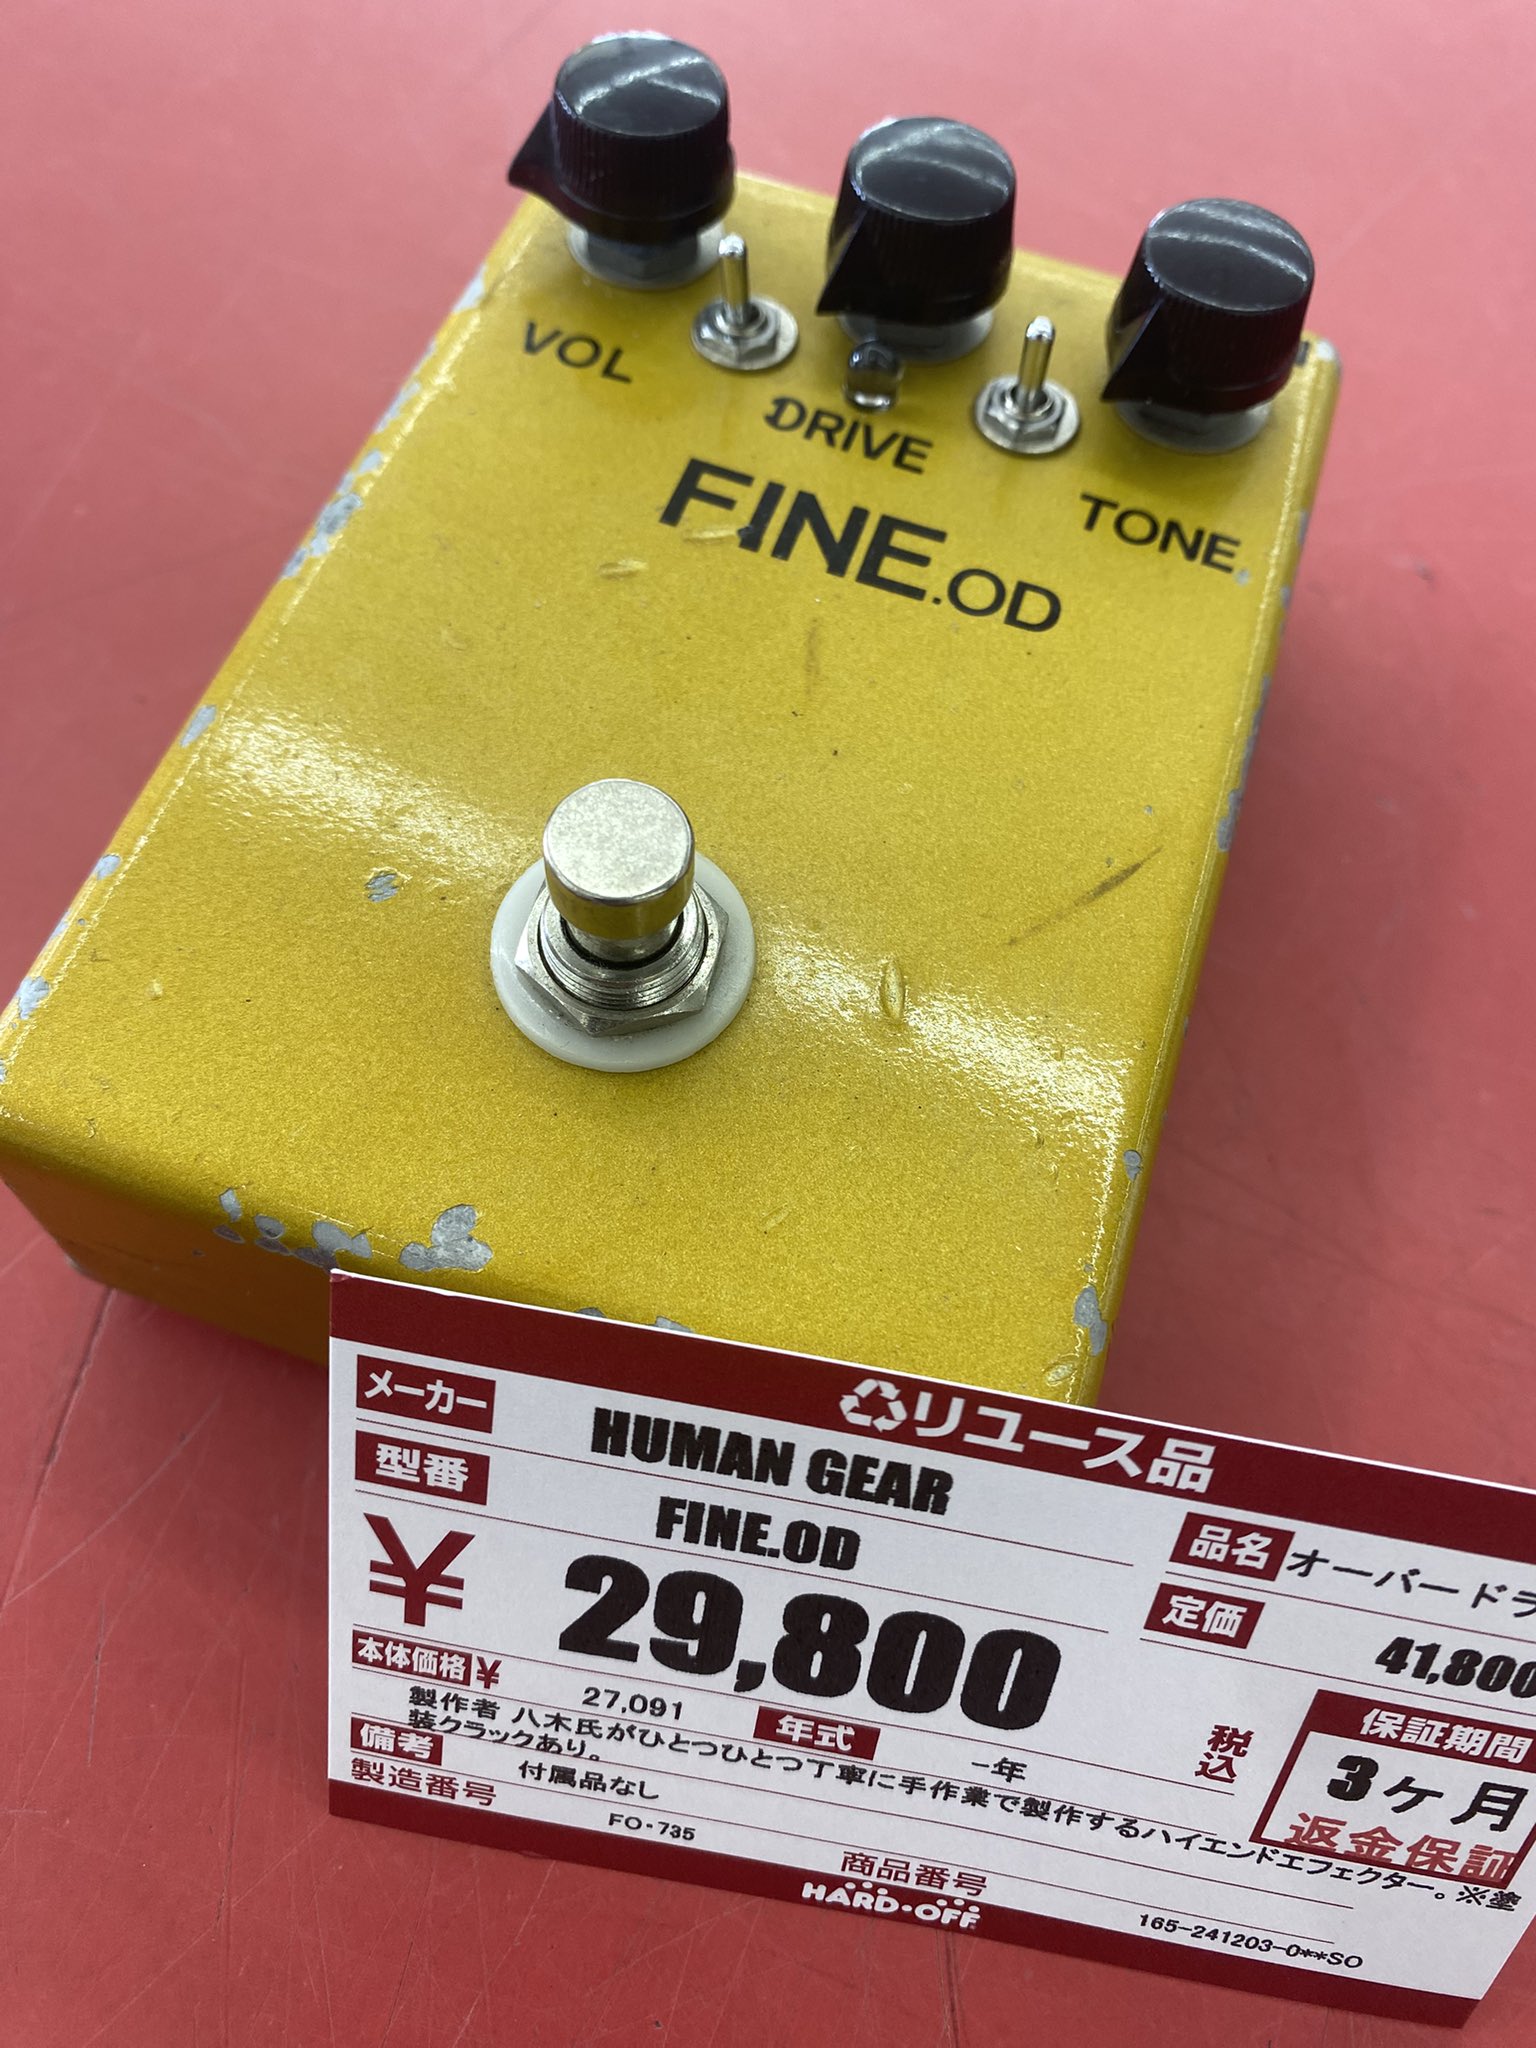 VOL
DRIVE
TONE
FINE.OD
リユース品
メーカー
HUMAN GEAR
型番
FINE.OD
品名 オーバードラ
¥ 29,800
定価
41,800
本体価格 ¥ 27,091
年式 -年
税込
保証期間
3ヶ月
返金保証
製作者 八木氏がひとつひとつ丁寧に手作業で製作するハイエンドエフェクター。※塗
装クラックあり。
備考 付属品なし
製造番号 FO・735
商品番号 165-241203-0**SO
HARD・OFF